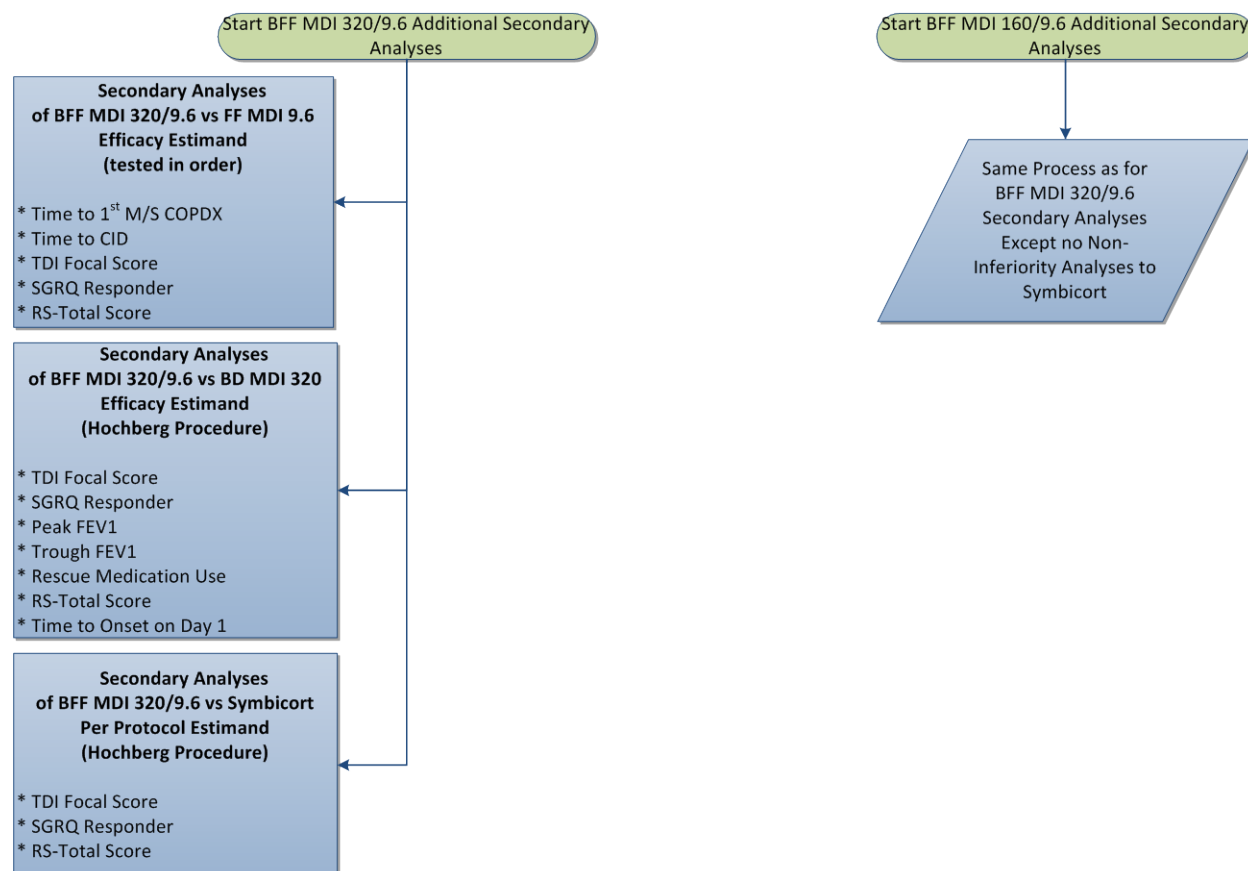 Start BFF MDI 320/9.6 Additional Secondary
Analyses
Secondary Analyses
of BFF MDI 320/9.6 vs FF MDI 9.6
Efficacy Estimand
(tested in order)
* Time to 1st M/S COPDX
* Time to CID
* TDI Focal Score
* SGRQ Responder
* RS-Total Score
Secondary Analyses
of BFF MDI 320/9.6 vs BD MDI 320
Efficacy Estimand
(Hochberg Procedure)
* TDI Focal Score
* SGRQ Responder
* Peak FEV1
* Trough FEV1
* Rescue Medication Use
* RS-Total Score
* Time to Onset on Day 1
Secondary Analyses
of BFF MDI 320/9.6 vs Symbicort
Per Protocol Estimand
(Hochberg Procedure)
* TDI Focal Score
* SGRQ Responder
* RS-Total Score
Start BFF MDI 160/9.6 Additional Secondary
Analyses
Same Process as for
BFF MDI 320/9.6
Secondary Analyses
Except no Non-
Inferiority Analyses to
Symbicort